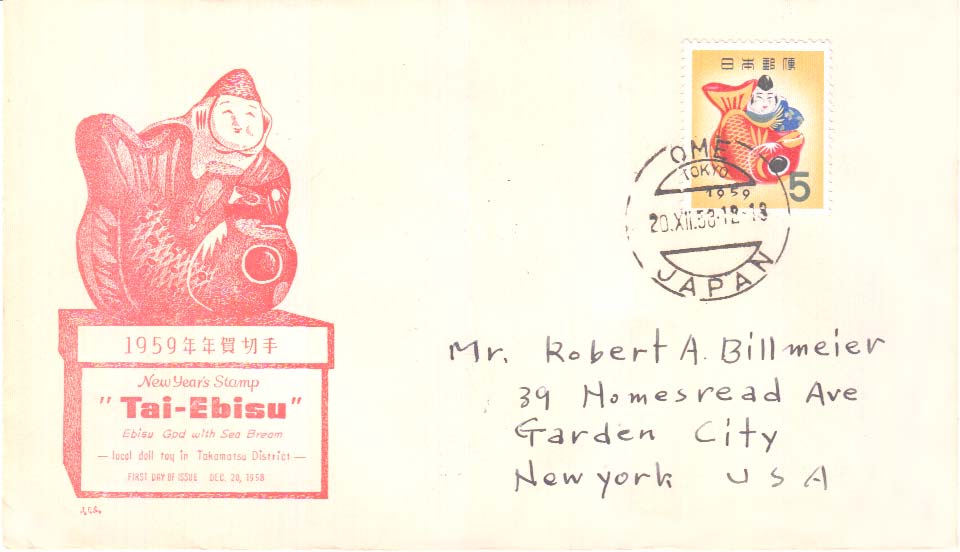 日本郵便
5
OME
TOKYO
1959
20.XII.58.12-18
JAPAN
1959年年賀切手
New Year's Stamp
"Tai-Ebisu"
Ebisu God with Sea Bream
— local doll toy in Takamatsu District —
FIRST DAY OF ISSUE DEC. 20, 1958
J.C.S.
Mr. Robert A. Billmeier
39 Homesread Ave
Garden City
New york USA